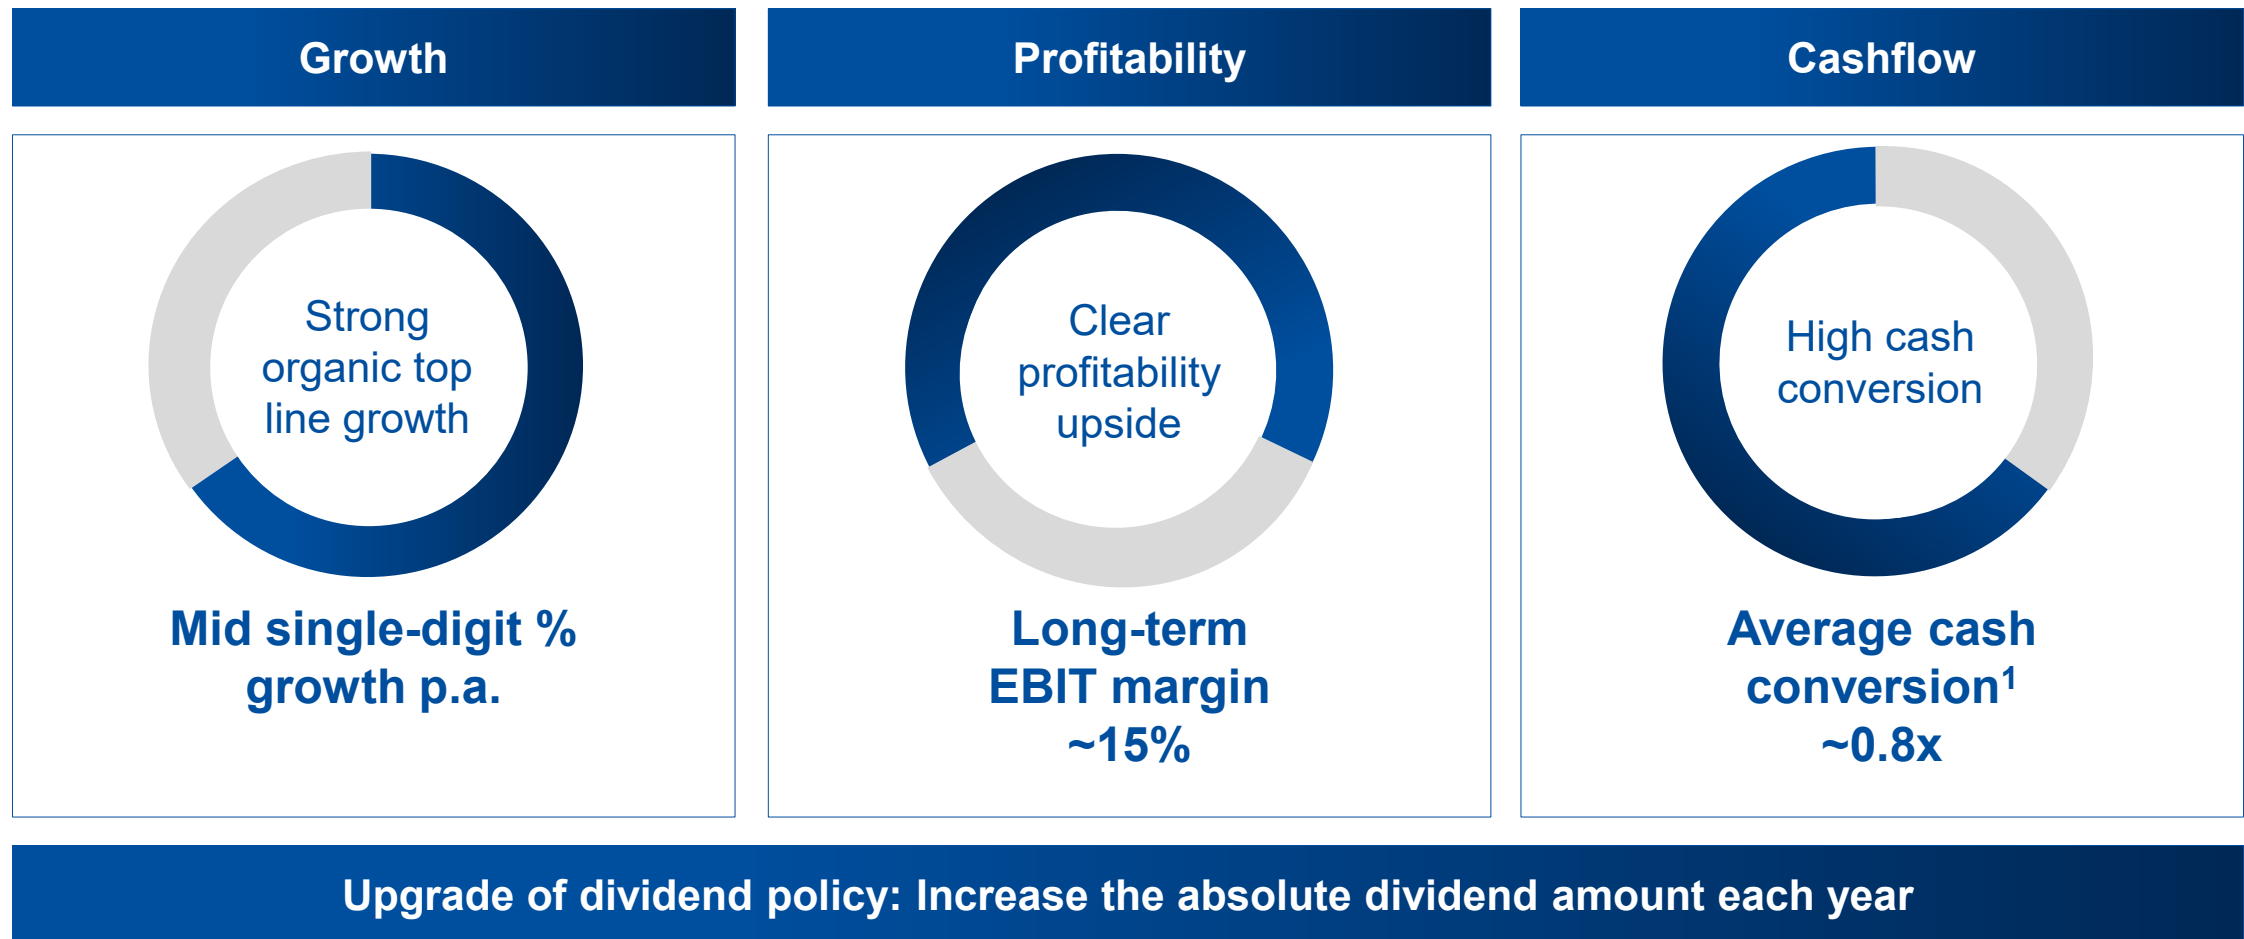 Growth
Profitability
Cashflow
Strong
organic top
line growth
Mid single-digit %
growth p.a.
Clear
profitability
upside
Long-term
EBIT margin
~15%
High cash
conversion
Average cash
conversion¹
~0.8x
Upgrade of dividend policy: Increase the absolute dividend amount each year